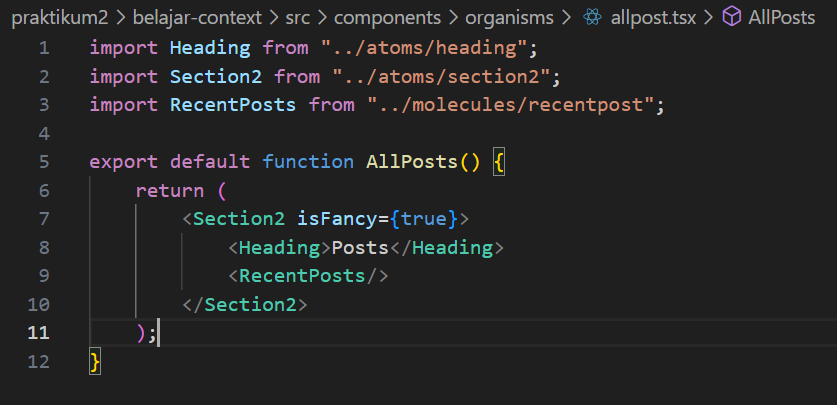 praktikum2 > belajar-context > src > components > organisms > allpost.tsx > AllPosts
1 import Heading from "../atoms/heading";
2 import Section2 from "../atoms/section2";
3 import RecentPosts from "../molecules/recentpost";
4
5 export default function AllPosts() {
6     return (
7         <Section2 isFancy={true}>
8             <Heading>Posts</Heading>
9             <RecentPosts/>
10         </Section2>
11     );
12 }